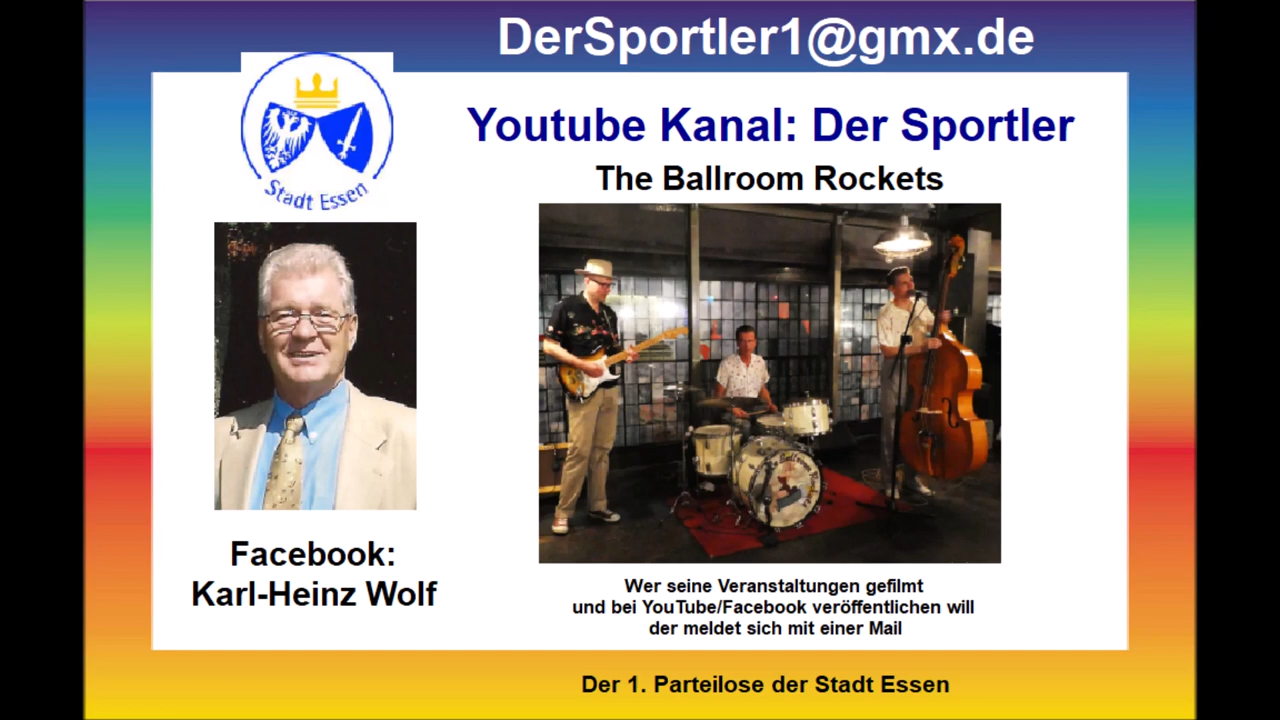 DerSportler1@gmx.de
Stadt Essen
Youtube Kanal: Der Sportler
The Ballroom Rockets
Facebook:
Karl-Heinz Wolf
Wer seine Veranstaltungen gefilmt
und bei YouTube/Facebook veröffentlichen will
der meldet sich mit einer Mail
Der 1. Parteilose der Stadt Essen